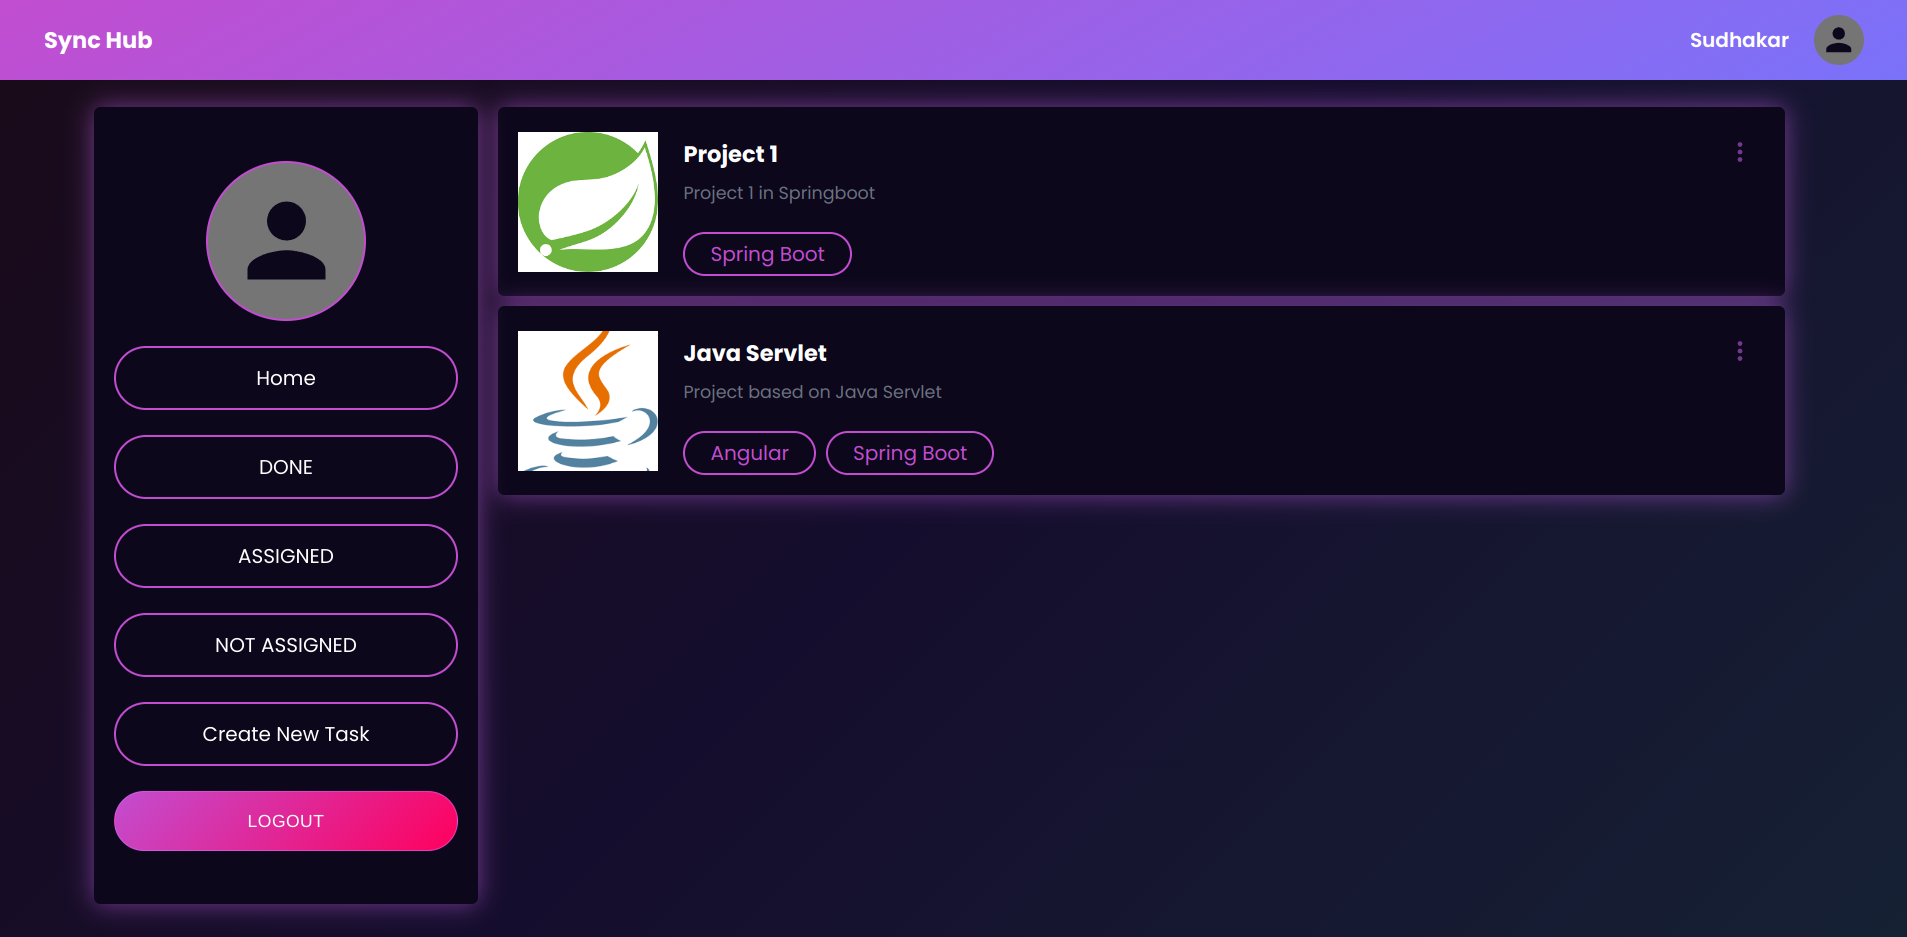 Sync Hub
Sudhakar
Home
DONE
ASSIGNED
NOT ASSIGNED
Create New Task
LOGOUT
Project 1
Project 1 in Springboot
Spring Boot
Java Servlet
Project based on Java Servlet
Angular
Spring Boot